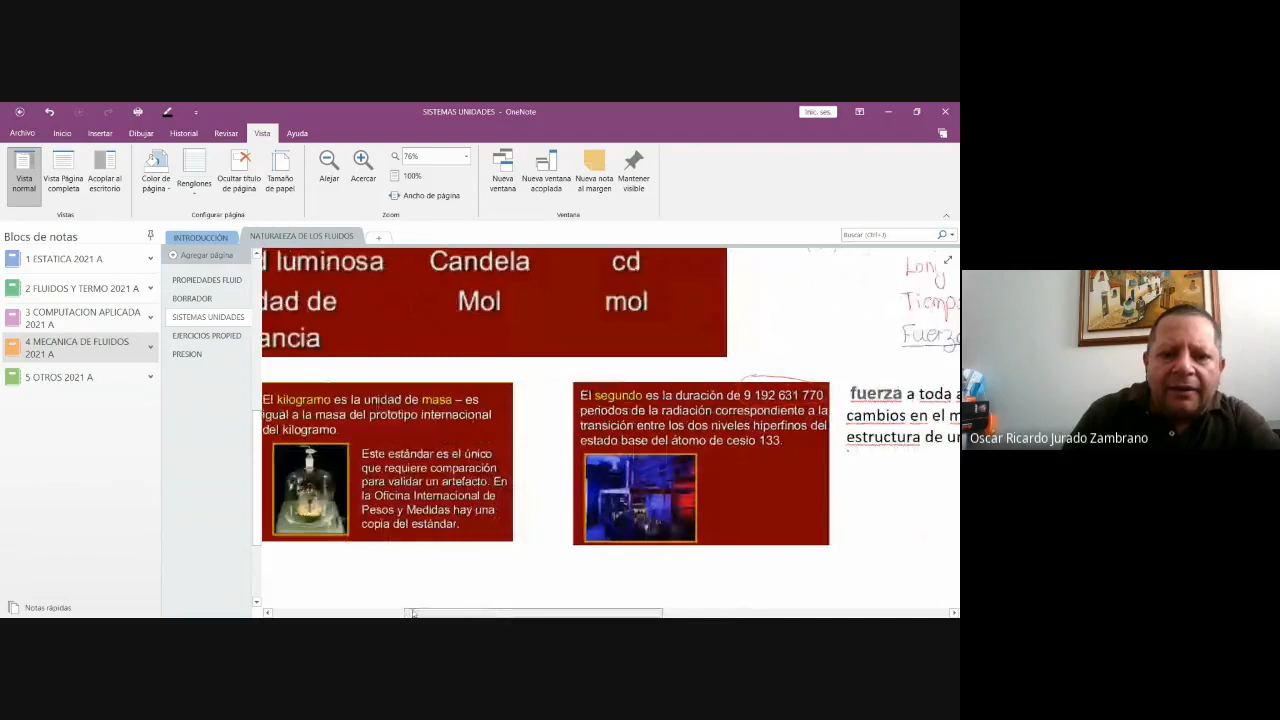 SISTEMAS UNIDADES - OneNote
Inic. ses.
Archivo Inicio Insertar Dibujar Historial Revisar Vista Ayuda
Vista normal
Vista Página completa
Acoplar al escritorio
Vistas
Color de página
Renglones
Ocultar título de página
Tamaño de papel
Configurar página
Alejar
Acercar
76%
100%
Ancho de página
Zoom
Nueva ventana
Nueva ventana acoplada
Nueva nota al margen
Mantener visible
Ventana
Blocs de notas
1 ESTATICA 2021 A
2 FLUIDOS Y TERMO 2021 A
3 COMPUTACION APLICADA
2021 A
4 MECANICA DE FLUIDOS
2021 A
5 OTROS 2021 A
Notas rápidas
INTRODUCCIÓN
NATURALEZA DE LOS FLUIDOS
+
Buscar (Ctrl+J)
Agregar página
PROPIEDADES FLUID
BORRADOR
SISTEMAS UNIDADES
EJERCICIOS PROPIED
PRESION
d luminosa Candela cd
dad de Mol mol
ancia
Long
Tiempo
Fuerza
El kilogramo es la unidad de masa – es
igual a la masa del prototipo internacional
del kilogramo.
Este estándar es el único
que requiere comparación
para validar un artefacto. En
la Oficina Internacional de
Pesos y Medidas hay una
copia del estándar.
El segundo es la duración de 9 192 631 770
periodos de la radiación correspondiente a la
transición entre los dos niveles hiperfinos del
estado base del átomo de cesio 133.
fuerza a toda a
cambios en el m
estructura de un
Oscar Ricardo Jurado Zambrano